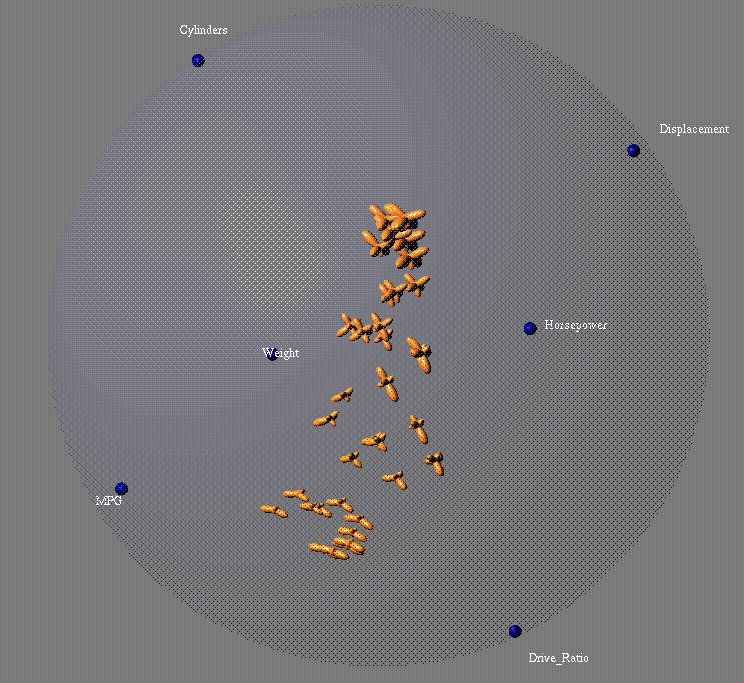 Cylinders
Displacement
Horsepower
Weight
MPG
Drive_Ratio